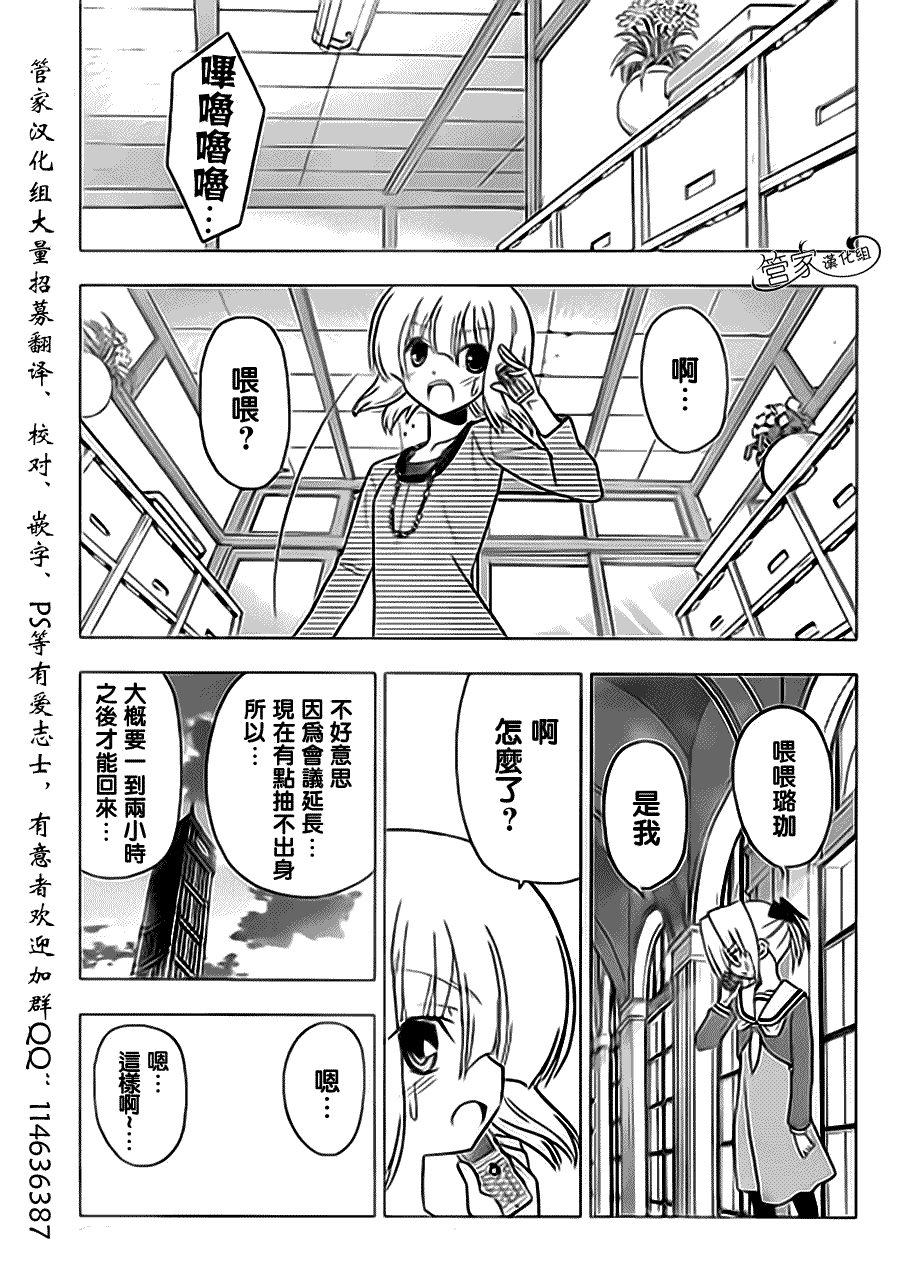 嗶嚕嚕嚕…
管家漢化組
啊…
喂喂？
喂喂璐珈
是我
啊
怎麼了？
不好意思
因爲會議延長…
現在有點抽不出身
所以…
大概要一到兩小時
之後才能回來…
嗯…
嗯…
這樣啊~…
管家汉化组大量招募翻译、校对、嵌字、PS等有爱志士，有意者欢迎加群QQ：114636387